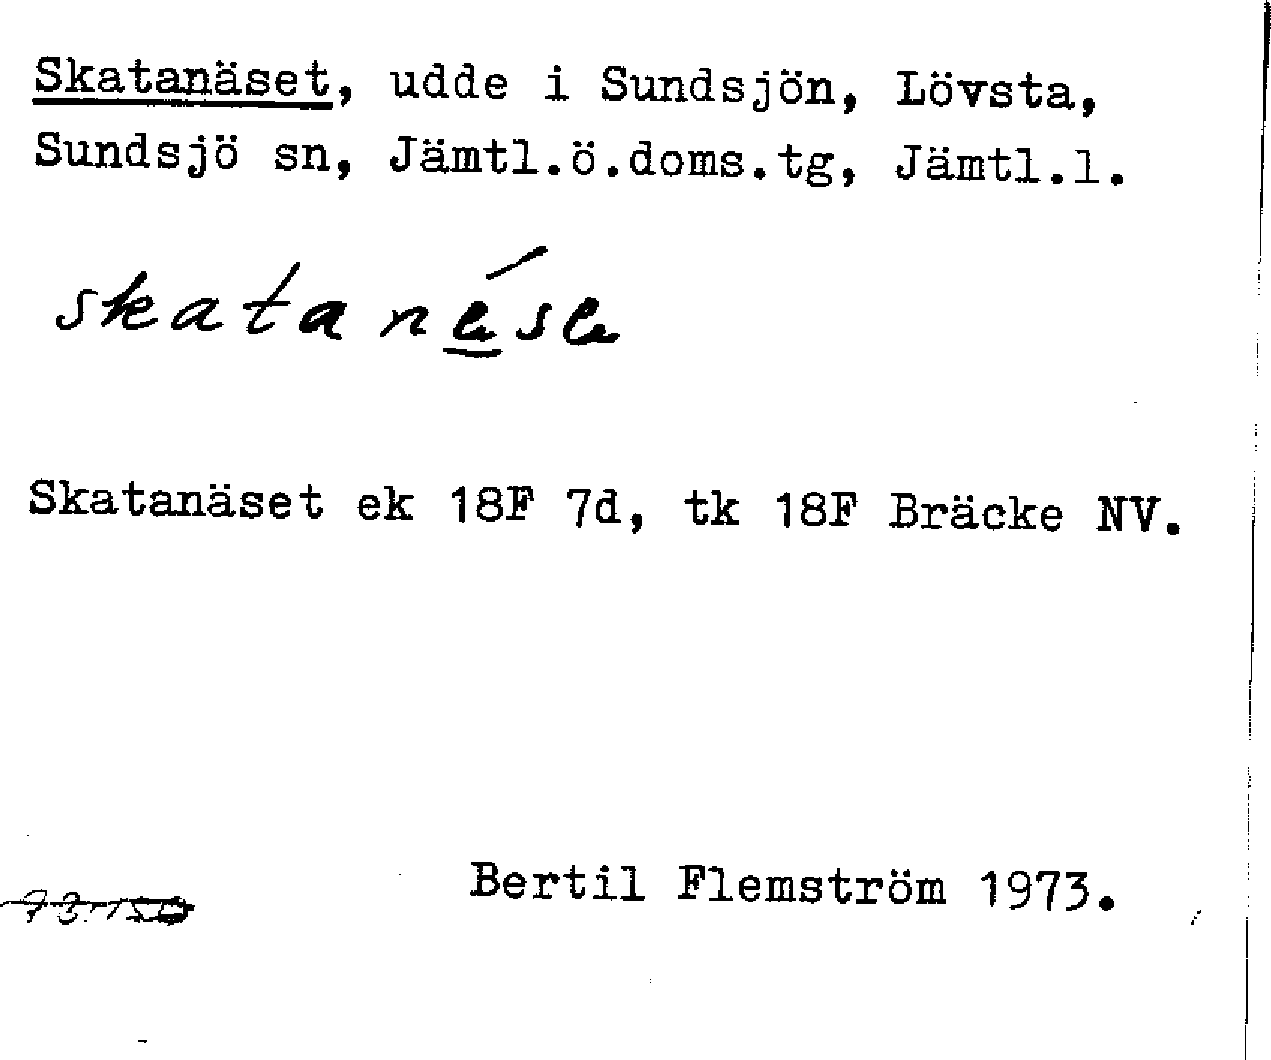 Skatanäset, udde i Sundsjön, Lövsta,
Sundsjö sn, Jämtl.ö.doms.tg, Jämtl.l.
Skatanäset ek 18F 7d, tk 18F Bräcke NV.
Bertil Flemström 1973.